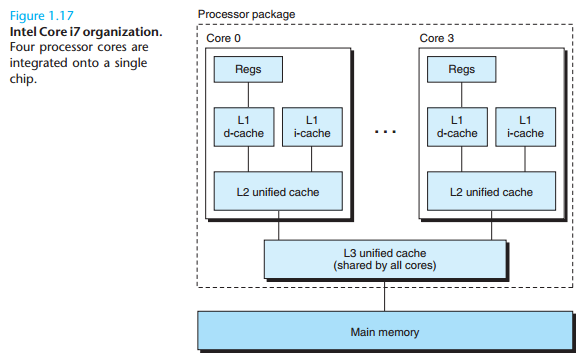 Figure 1.17
Intel Core i7 organization.
Four processor cores are
integrated onto a single
chip.
Processor package
Core 0
Core 3
Regs
Regs
L1
d-cache
L1
i-cache
. . .
L1
d-cache
L1
i-cache
L2 unified cache
L2 unified cache
L3 unified cache
(shared by all cores)
Main memory